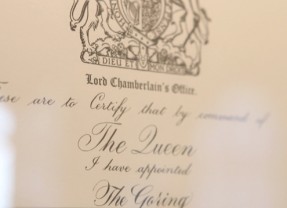 DIEU ET MON DROIT
Lord Chamberlain's Office.
These are to Certify that by command of
The Queen
I have appointed
The Goring